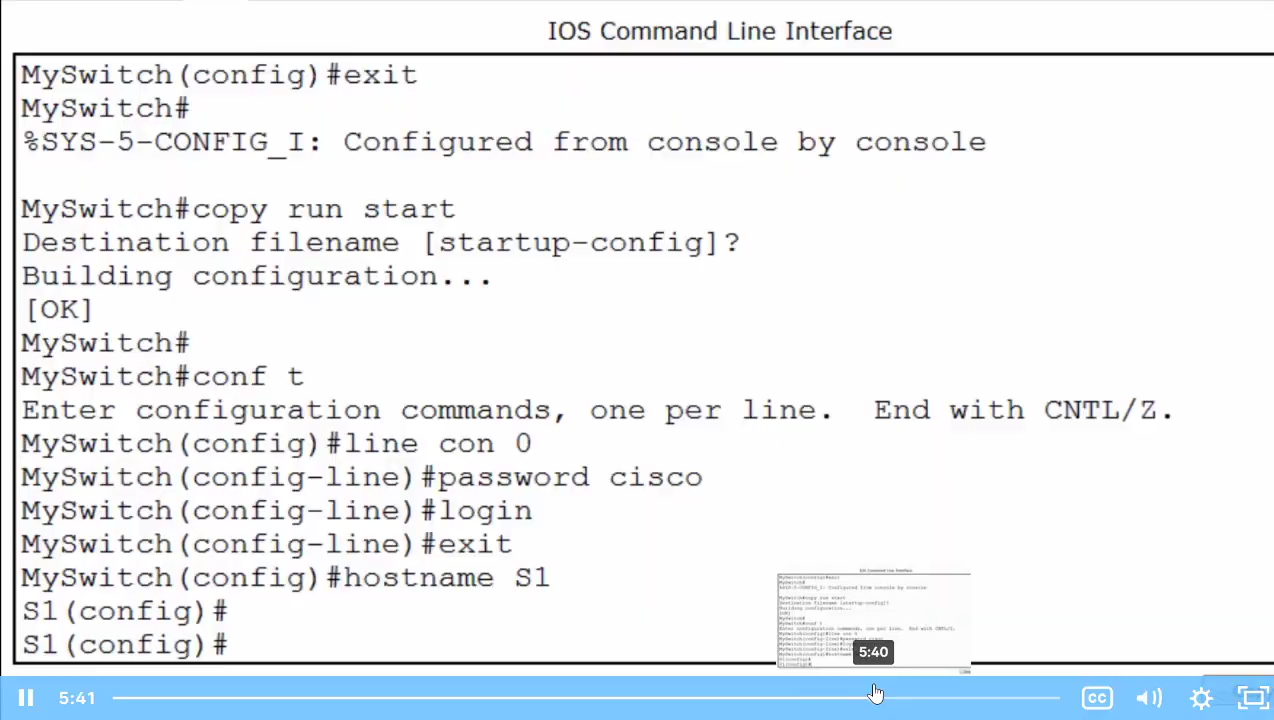 IOS Command Line Interface
MySwitch(config)#exit
MySwitch#
%SYS-5-CONFIG_I: Configured from console by console
MySwitch#copy run start
Destination filename [startup-config]?
Building configuration...
[OK]
MySwitch#
MySwitch#conf t
Enter configuration commands, one per line.  End with CNTL/Z.
MySwitch(config)#line con 0
MySwitch(config-line)#password cisco
MySwitch(config-line)#login
MySwitch(config-line)#exit
MySwitch(config)#hostname S1
S1(config)#
S1(config)#
5:40
5:41
CC